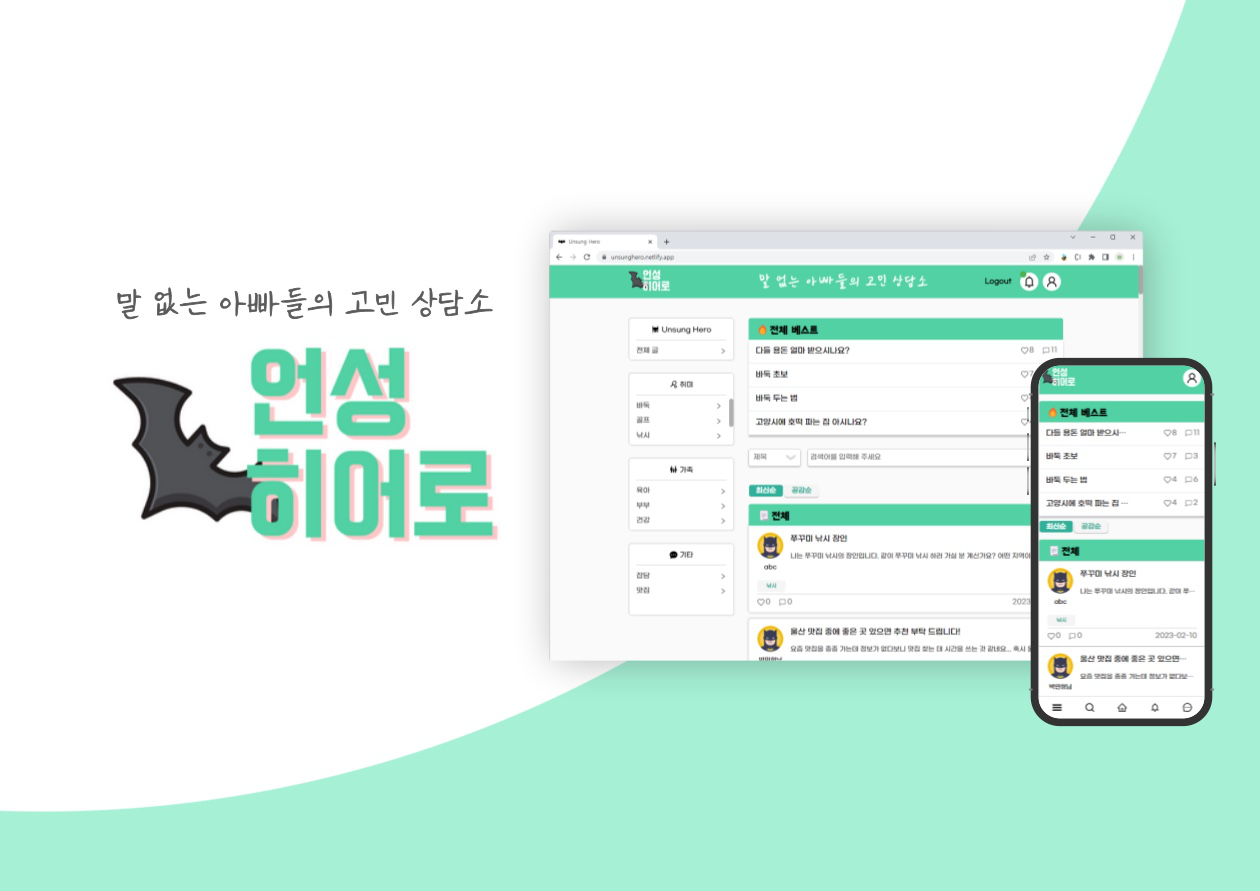 말 없는 아빠들의 고민 상담소
언성
히어로
Unsung Hero
unsunghero.netlify.app
언성
히어로
말 없는 아빠들의 고민 상담소
Logout
Unsung Hero
전체 글
취미
바둑
골프
낚시
가족
육아
부부
건강
기타
잡담
맛집
전체 베스트
다들 용돈 얼마 받으시나요?
8 11
바둑 초보
7
바둑 두는 법
고양시에 호떡 파는 집 아시나요?
제목
검색어를 입력해 주세요
최신순 공감순
전체
쭈꾸미 낚시 장인
나는 쭈꾸미 낚시의 장인입니다. 같이 쭈꾸미 낚시 하러 가실 분 계신가요? 어떤 지역이
abc
낚시
0 0
2023
울산 맛집 중에 좋은 곳 있으면 추천 부탁 드립니다!
요즘 맛집을 종종 가는데 정보가 없다보니 맛집 찾는 데 시간을 쓰는 것 같네요... 혹시
언성
히어로
전체 베스트
다들 용돈 얼마 받으시…
8 11
바둑 초보
7 3
바둑 두는 법
4 6
고양시에 호떡 파는 집 …
4 2
최신순 공감순
전체
쭈꾸미 낚시 장인
나는 쭈꾸미 낚시의 장인입니다. 같이 쭈…
abc
낚시
0 0
2023-02-10
울산 맛집 중에 좋은 곳 있으면…
요즘 맛집을 종종 가는데 정보가 없다보…